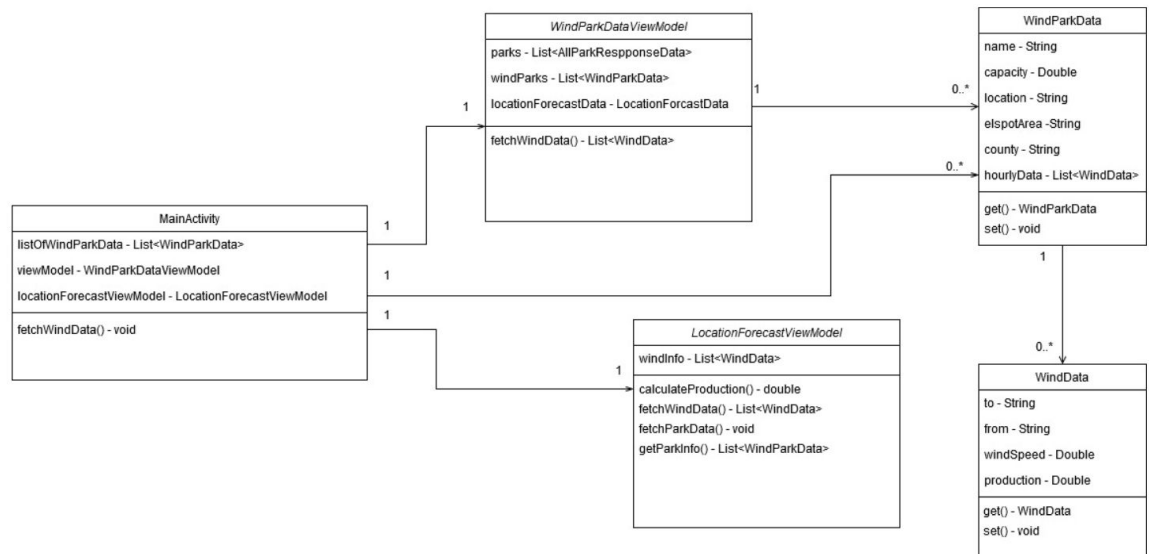 WindParkDataViewModel
parks - List<AllParkRespponseData>
windParks - List<WindParkData>
locationForecastData - LocationForcastData
fetchWindData() - List<WindData>
WindParkData
name - String
capacity - Double
location - String
elspotArea -String
county - String
hourlyData - List<WindData>
get() - WindParkData
set() - void
1
0..*
1
0..*
MainActivity
listOfWindParkData - List<WindParkData>
viewModel - WindParkDataViewModel
locationForecastViewModel - LocationForecastViewModel
fetchWindData() - void
1
1
1
1
0..*
LocationForecastViewModel
windInfo - List<WindData>
calculateProduction() - double
fetchWindData() - List<WindData>
fetchParkData() - void
getParkInfo() - List<WindParkData>
1
WindData
to - String
from - String
windSpeed - Double
production - Double
get() - WindData
set() - void